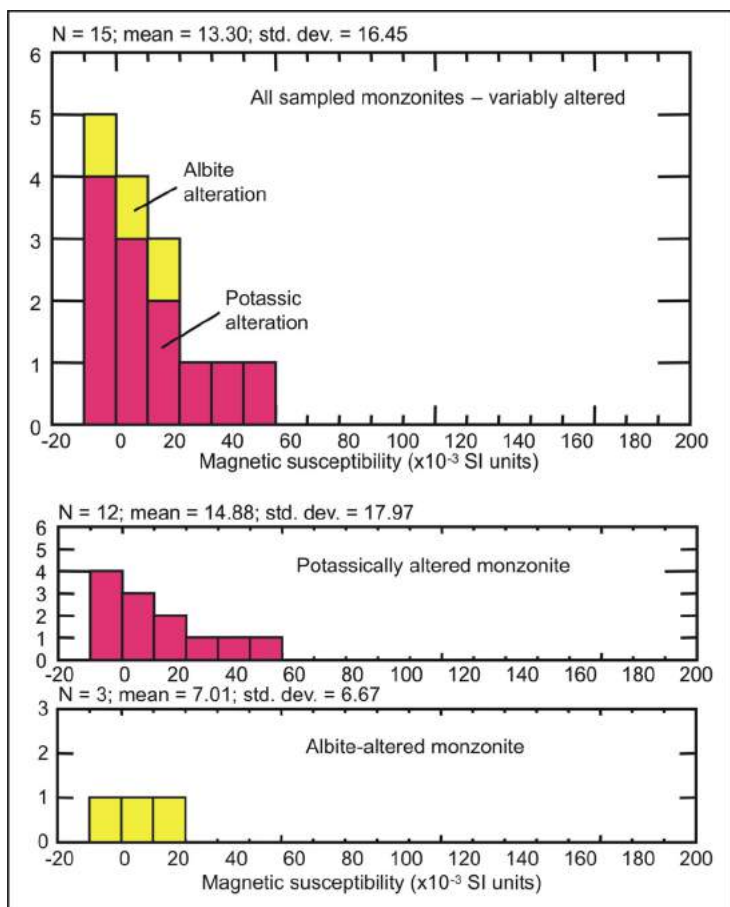 N = 15; mean = 13.30; std. dev. = 16.45
6
All sampled monzonites – variably altered
5
Albite
alteration
4
3
Potassic
alteration
2
1
0
-20 0 20 40 60 80 100 120 140 160 180 200
Magnetic susceptibility (x10⁻³ SI units)
N = 12; mean = 14.88; std. dev. = 17.97
6
5
Potassically altered monzonite
4
3
2
1
0
-20 0 20 40 60 80 100 120 140 160 180 200
N = 3; mean = 7.01; std. dev. = 6.67
3
Albite-altered monzonite
2
1
0
-20 0 20 40 60 80 100 120 140 160 180 200
Magnetic susceptibility (x10⁻³ SI units)